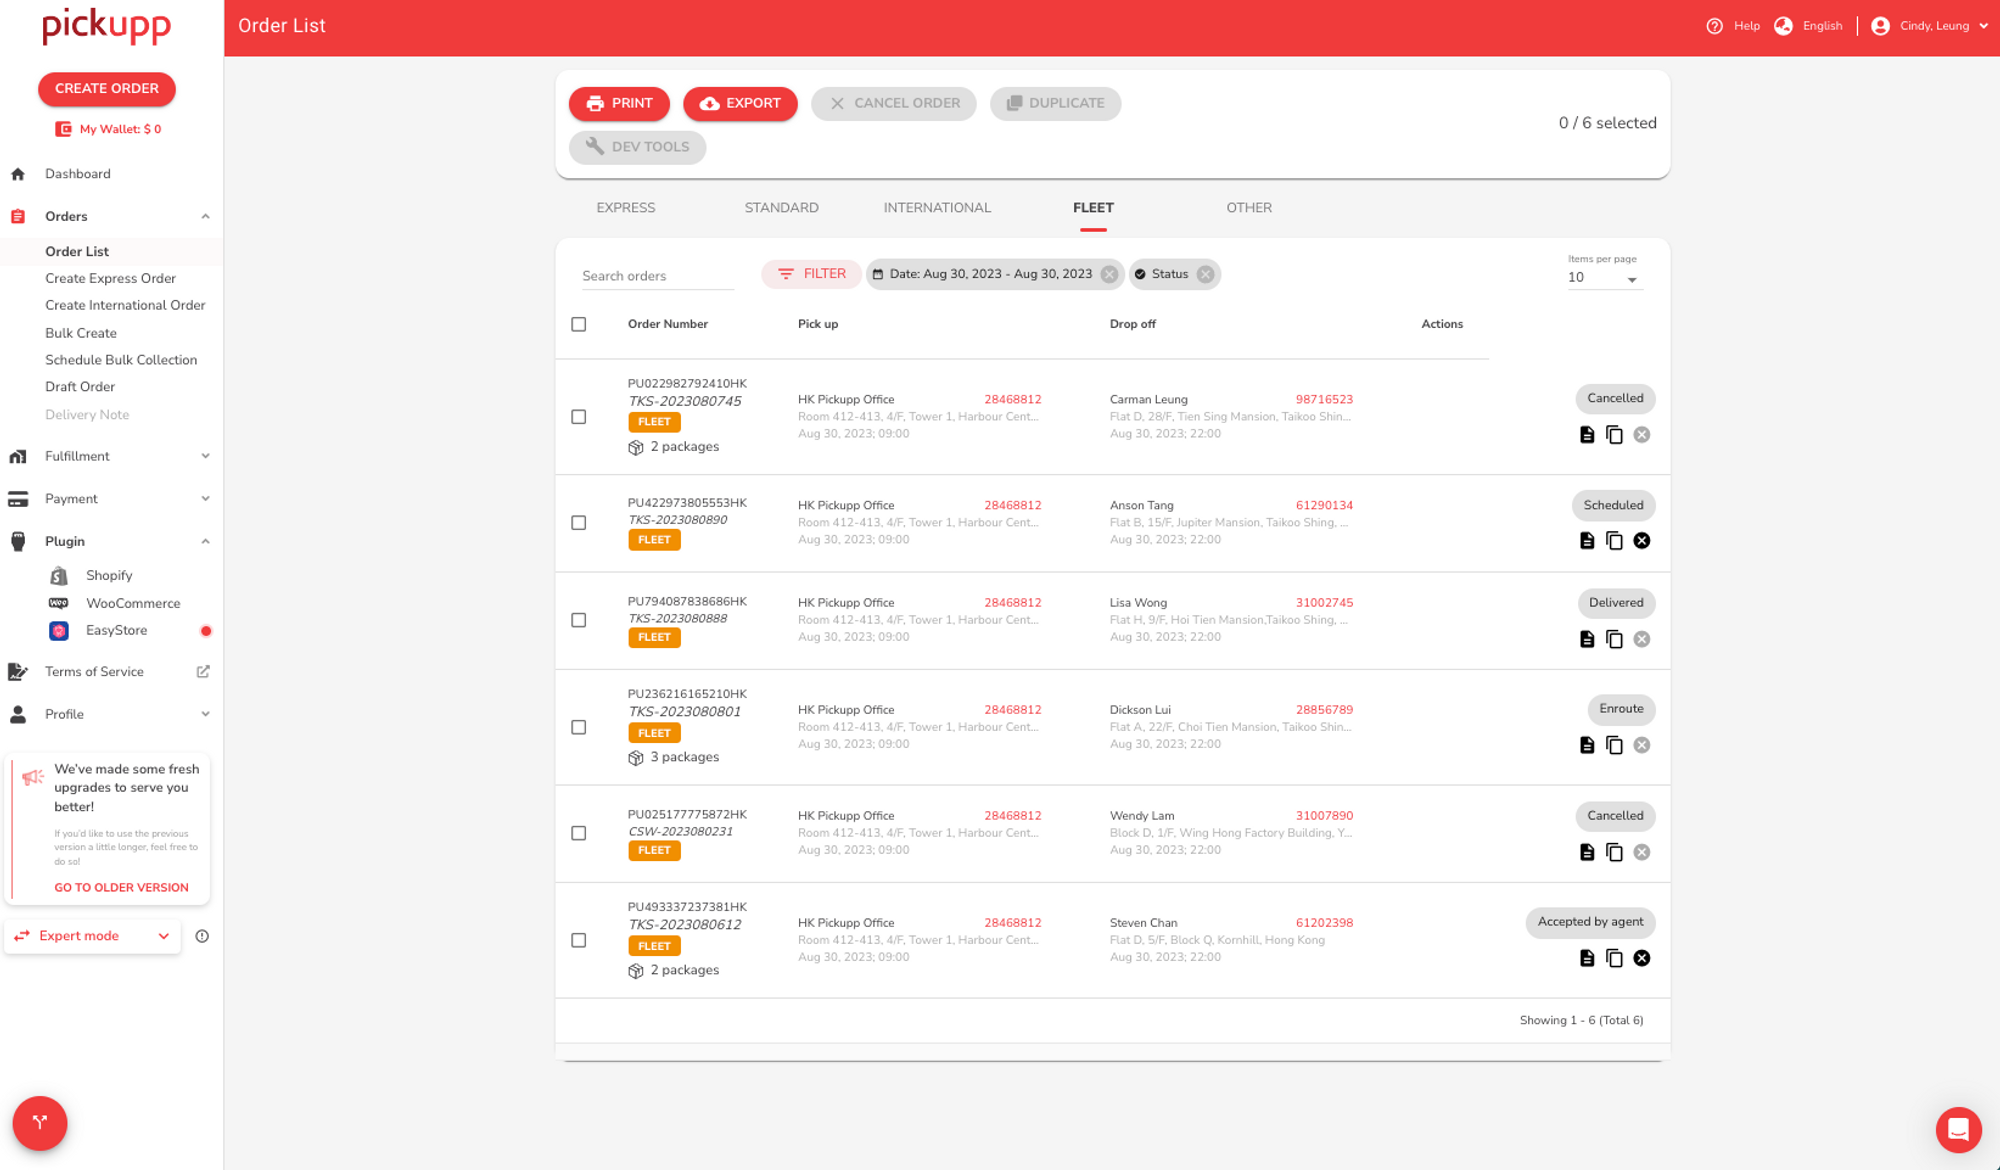 pickupp
Order List
Help
English
Cindy, Leung
CREATE ORDER
My Wallet: $ 0
Dashboard
Orders
Order List
Create Express Order
Create International Order
Bulk Create
Schedule Bulk Collection
Draft Order
Delivery Note
Fulfillment
Payment
Plugin
Shopify
Woo
WooCommerce
EasyStore
Terms of Service
Profile
We've made some fresh
upgrades to serve you
better!
If you'd like to use the previous
version a little longer, feel free to
do so!
GO TO OLDER VERSION
Expert mode
PRINT
EXPORT
CANCEL ORDER
DUPLICATE
DEV TOOLS
0 / 6 selected
EXPRESS
STANDARD
INTERNATIONAL
FLEET
OTHER
Search orders
FILTER
Date: Aug 30, 2023 - Aug 30, 2023
Status
Items per page
10
Order Number
Pick up
Drop off
Actions
PU022982792410HK
TKS-2023080745
FLEET
2 packages
HK Pickupp Office 28468812
Room 412-413, 4/F, Tower 1, Harbour Cent...
Aug 30, 2023; 09:00
Carman Leung 98716523
Flat D, 28/F, Tien Sing Mansion, Taikoo Shin...
Aug 30, 2023; 22:00
Cancelled
PU422973805553HK
TKS-2023080890
FLEET
HK Pickupp Office 28468812
Room 412-413, 4/F, Tower 1, Harbour Cent...
Aug 30, 2023; 09:00
Anson Tang 61290134
Flat B, 15/F, Jupiter Mansion, Taikoo Shing, ...
Aug 30, 2023; 22:00
Scheduled
PU794087838686HK
TKS-2023080888
FLEET
HK Pickupp Office 28468812
Room 412-413, 4/F, Tower 1, Harbour Cent...
Aug 30, 2023; 09:00
Lisa Wong 31002745
Flat H, 9/F, Hoi Tien Mansion,Taikoo Shing, ...
Aug 30, 2023; 22:00
Delivered
PU236216165210HK
TKS-2023080801
FLEET
3 packages
HK Pickupp Office 28468812
Room 412-413, 4/F, Tower 1, Harbour Cent...
Aug 30, 2023; 09:00
Dickson Lui 28856789
Flat A, 22/F, Choi Tien Mansion, Taikoo Shin...
Aug 30, 2023; 22:00
Enroute
PU025177775872HK
CSW-2023080231
FLEET
HK Pickupp Office 28468812
Room 412-413, 4/F, Tower 1, Harbour Cent...
Aug 30, 2023; 09:00
Wendy Lam 31007890
Block D, 1/F, Wing Hong Factory Building, Y...
Aug 30, 2023; 22:00
Cancelled
PU493337237381HK
TKS-2023080612
FLEET
2 packages
HK Pickupp Office 28468812
Room 412-413, 4/F, Tower 1, Harbour Cent...
Aug 30, 2023; 09:00
Steven Chan 61202398
Flat D, 5/F, Block Q, Kornhill, Hong Kong
Aug 30, 2023; 22:00
Accepted by agent
Showing 1 - 6 (Total 6)